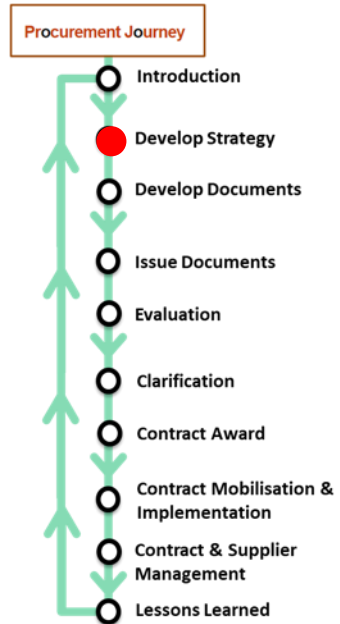 Procurement Journey
Introduction
Develop Strategy
Develop Documents
Issue Documents
Evaluation
Clarification
Contract Award
Contract Mobilisation &
Implementation
Contract & Supplier
Management
Lessons Learned